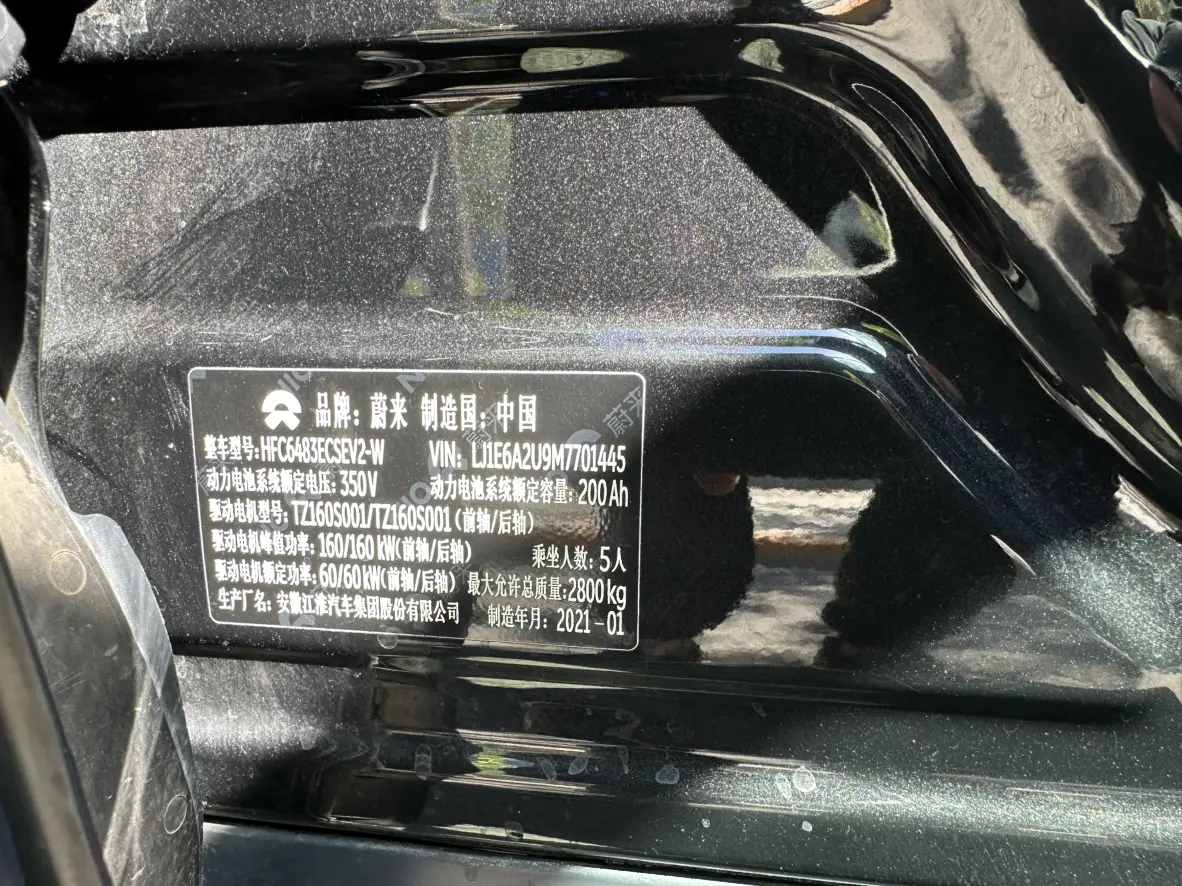 品牌：蔚来 制造国：中国
整车型号：HFC6483ECSEV2-W VIN：LJ1E6A2U9M7701445
动力电池系统额定电压：350V 动力电池系统额定容量：200Ah
驱动电机型号：TZ160S001/TZ160S001（前轴/后轴）
驱动电机峰值功率：160/160kW（前轴/后轴） 乘坐人数：5人
驱动电机额定功率：60/60kW（前轴/后轴） 最大允许总质量：2800kg
生产厂名：安徽江淮汽车集团股份有限公司 制造年月：2021-01